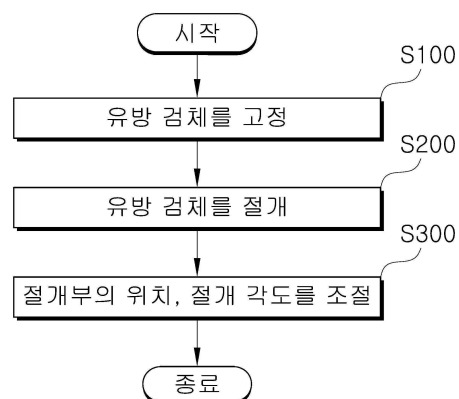 시작
S100
유방 검체를 고정
S200
유방 검체를 절개
S300
절개부의 위치, 절개 각도를 조절
종료